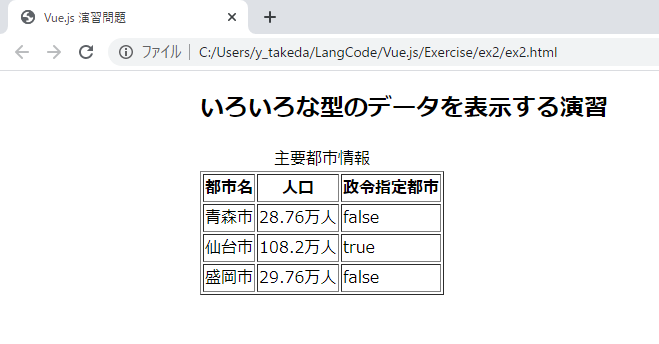 Vue.js 演習問題
ファイル | C:/Users/y_takeda/LangCode/Vue.js/Exercise/ex2/ex2.html
いろいろな型のデータを表示する演習
主要都市情報
都市名 人口 政令指定都市
青森市 28.76万人 false
仙台市 108.2万人 true
盛岡市 29.76万人 false